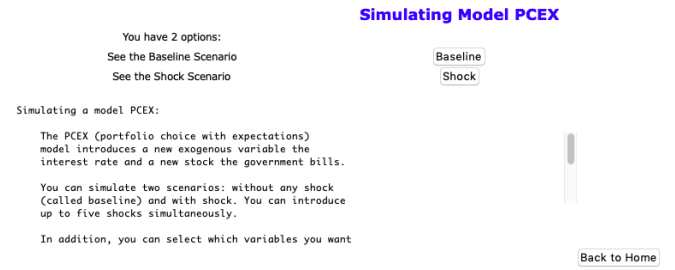 Simulating Model PCEX
You have 2 options:
See the Baseline Scenario
Baseline
See the Shock Scenario
Shock
Simulating a model PCEX:
The PCEX (portfolio choice with expectations)
model introduces a new exogenous variable the
interest rate and a new stock the government bills.
You can simulate two scenarios: without any shock
(called baseline) and with shock. You can introduce
up to five shocks simultaneously.
In addition, you can select which variables you want
Back to Home